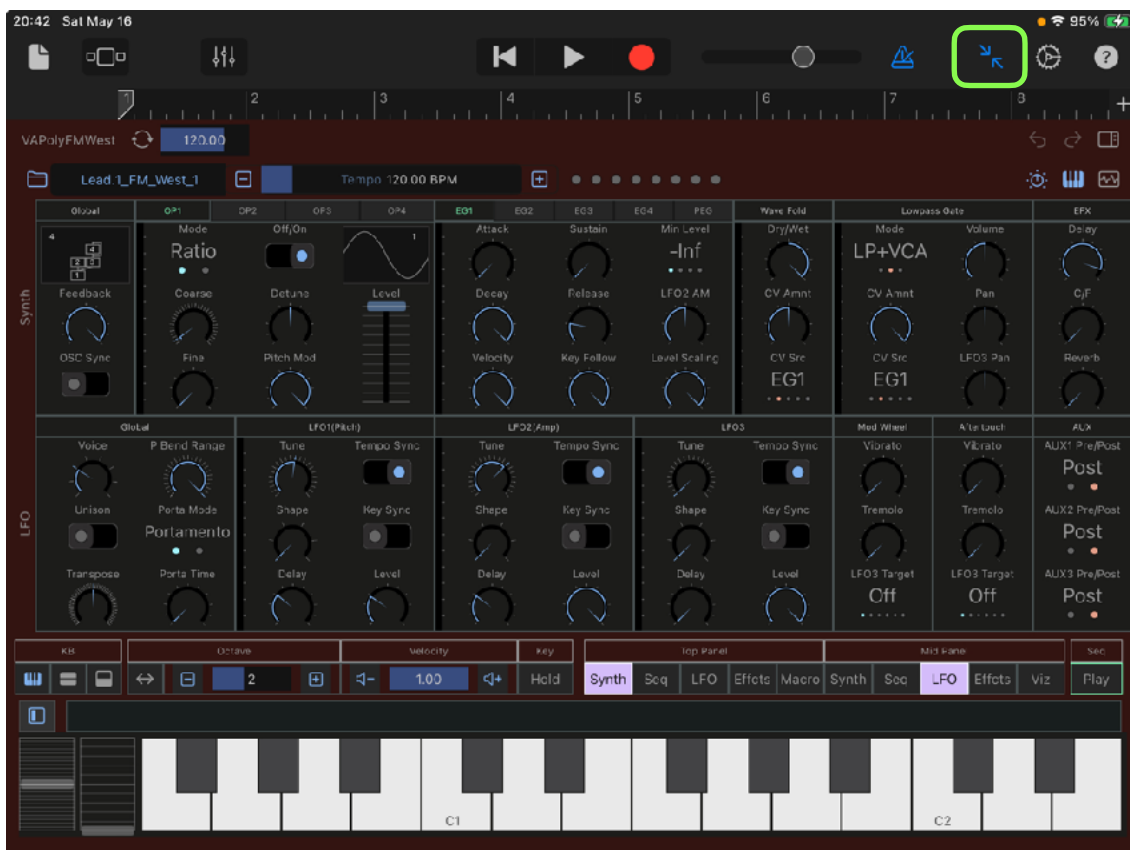 20:42 Sat May 16
95%
1 2 3 4 5 6 7 8
VAPolyFMWest 120.00
Lead.1_FM_West_1 Tempo 120.00 BPM
Global OP1 OP2 OP3 OP4 EG1 EG2 EG3 EG4 PEG Wave Fold Lowpass Gate EFX
Mode Off/On Attack Sustain Min Level Dry/Wet Mode Volume Delay
4 1
Ratio -Inf LP+VCA
1
Feedback Coarse Detune Level Decay Release LFO2 AM CV Amnt CV Amnt Pan C/F
Synth
OSC Sync Fine Pitch Mod Velocity Key Follow Level Scaling CV Src CV Src LFO3 Pan Reverb
EG1 EG1
Global LFO1(Pitch) LFO2(Amp) LFO3 Mod Wheel Aftertouch AUX
Voice P Bend Range Tune Tempo Sync Tune Tempo Sync Tune Tempo Sync Vibrato Vibrato AUX1 Pre/Post
Post
Unison Porta Mode Shape Key Sync Shape Key Sync Shape Key Sync Tremolo Tremolo AUX2 Pre/Post
LFO
Portamento Post
Transpose Porta Time Delay Level Delay Level Delay Level LFO3 Target LFO3 Target AUX3 Pre/Post
Off Off Post
KB Octave Velocity Key Top Panel Mid Panel Sec
2 1.00 Hold Synth Seq LFO Effcts Macro Synth Seq LFO Effcts Viz Play
C1 C2